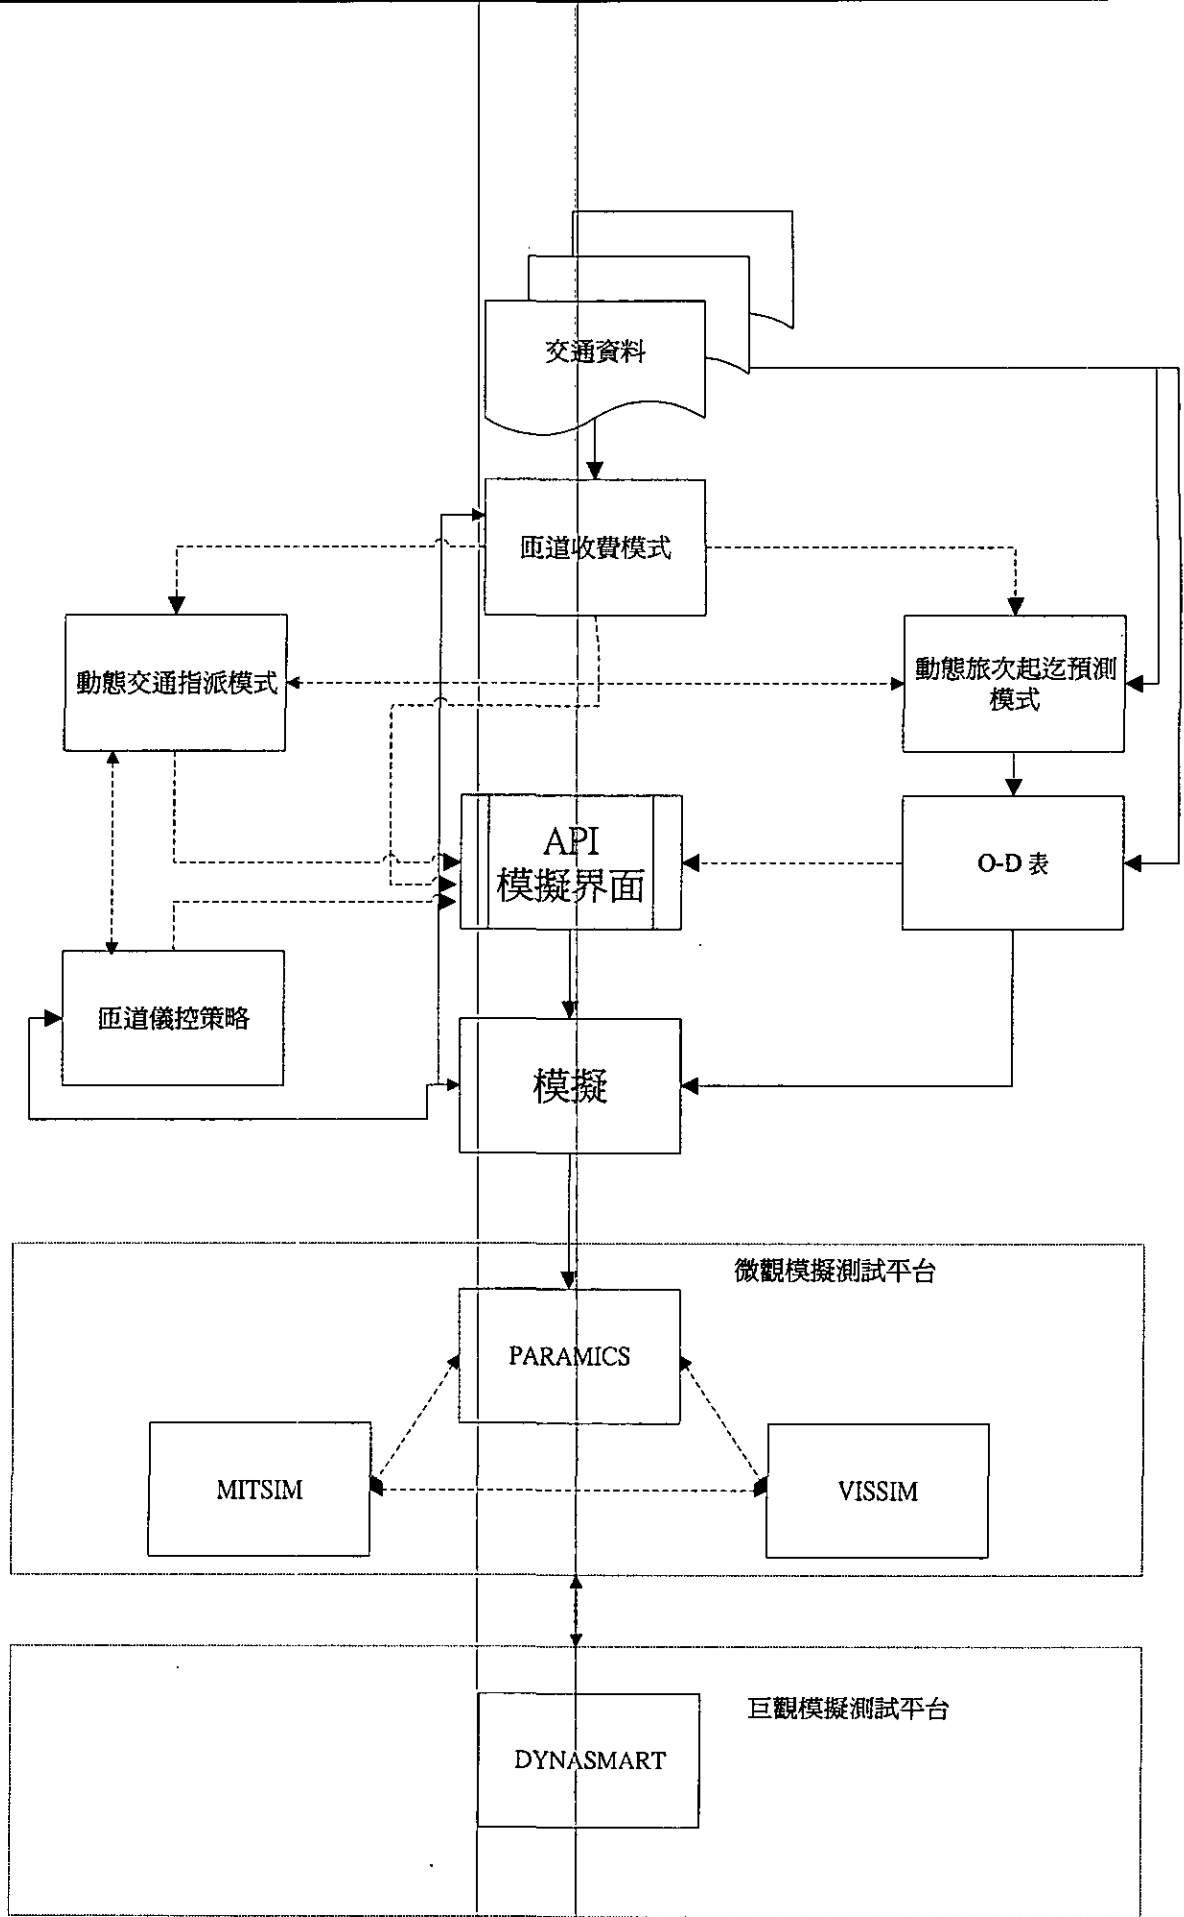 交通資料
匝道收費模式
動態交通指派模式
動態旅次起迄預測
模式
API
模擬界面
O-D 表
匝道儀控策略
模擬
微觀模擬測試平台
PARAMICS
MITSIM
VISSIM
巨觀模擬測試平台
DYNASMART